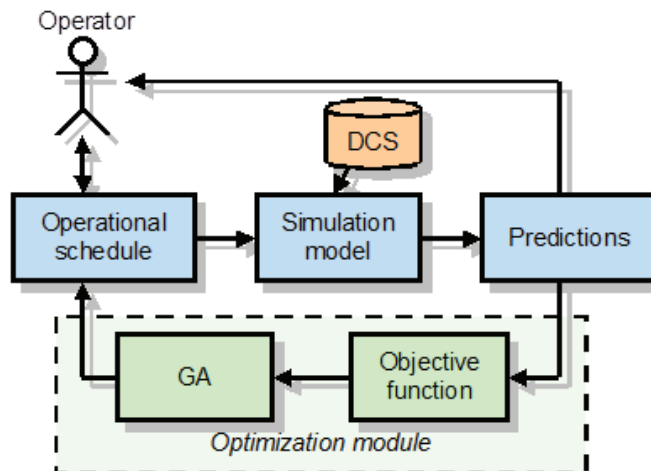 Operator
DCS
Operational
schedule
Simulation
model
Predictions
GA
Objective
function
Optimization module